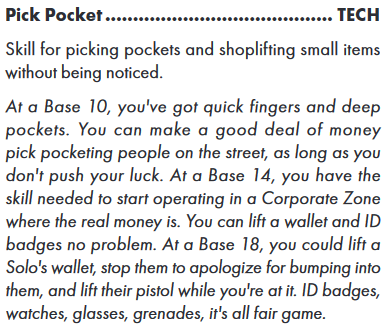 Pick Pocket........................................ TECH
Skill for picking pockets and shoplifting small items
without being noticed.
At a Base 10, you've got quick fingers and deep
pockets. You can make a good deal of money
pick pocketing people on the street, as long as you
don't push your luck. At a Base 14, you have the
skill needed to start operating in a Corporate Zone
where the real money is. You can lift a wallet and ID
badges no problem. At a Base 18, you could lift a
Solo's wallet, stop them to apologize for bumping into
them, and lift their pistol while you're at it. ID badges,
watches, glasses, grenades, it's all fair game.